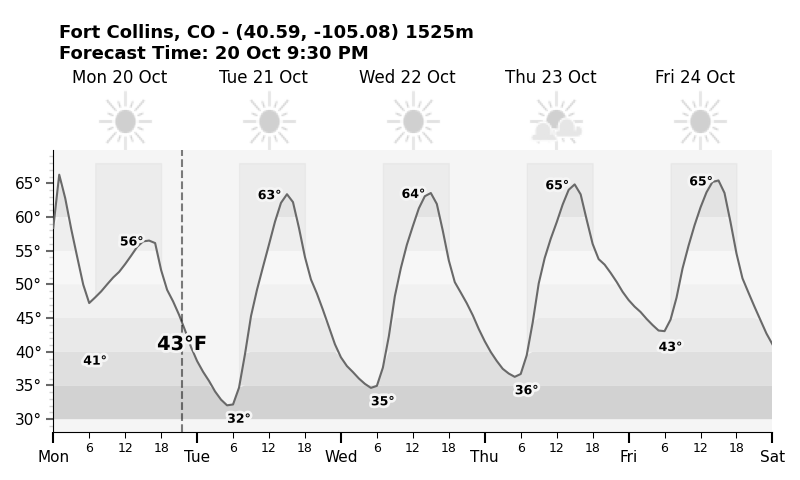 Fort Collins, CO - (40.59, -105.08) 1525m
Forecast Time: 20 Oct 9:30 PM
Mon 20 Oct Tue 21 Oct Wed 22 Oct Thu 23 Oct Fri 24 Oct
65°
60°
55°
50°
45°
40°
35°
30°
56° 63° 64° 65° 65°
43°F
41° 32° 35° 36° 43°
6 12 18 6 12 18 6 12 18 6 12 18 6 12 18
Mon Tue Wed Thu Fri Sat